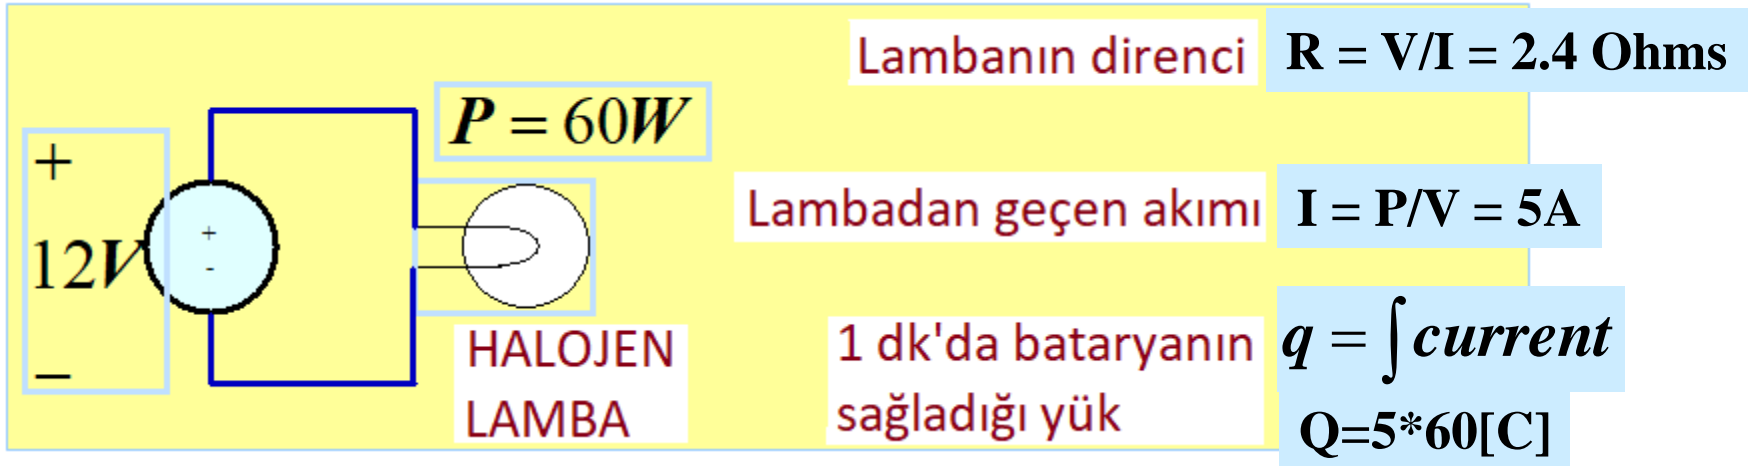 Lambanın direnci R = V/I = 2.4 Ohms
P = 60W
+
12V
−
+
-
Lambadan geçen akımı I = P/V = 5A
HALOJEN
LAMBA
1 dk'da bataryanın
sağladığı yük
q = ∫ current
Q=5*60[C]